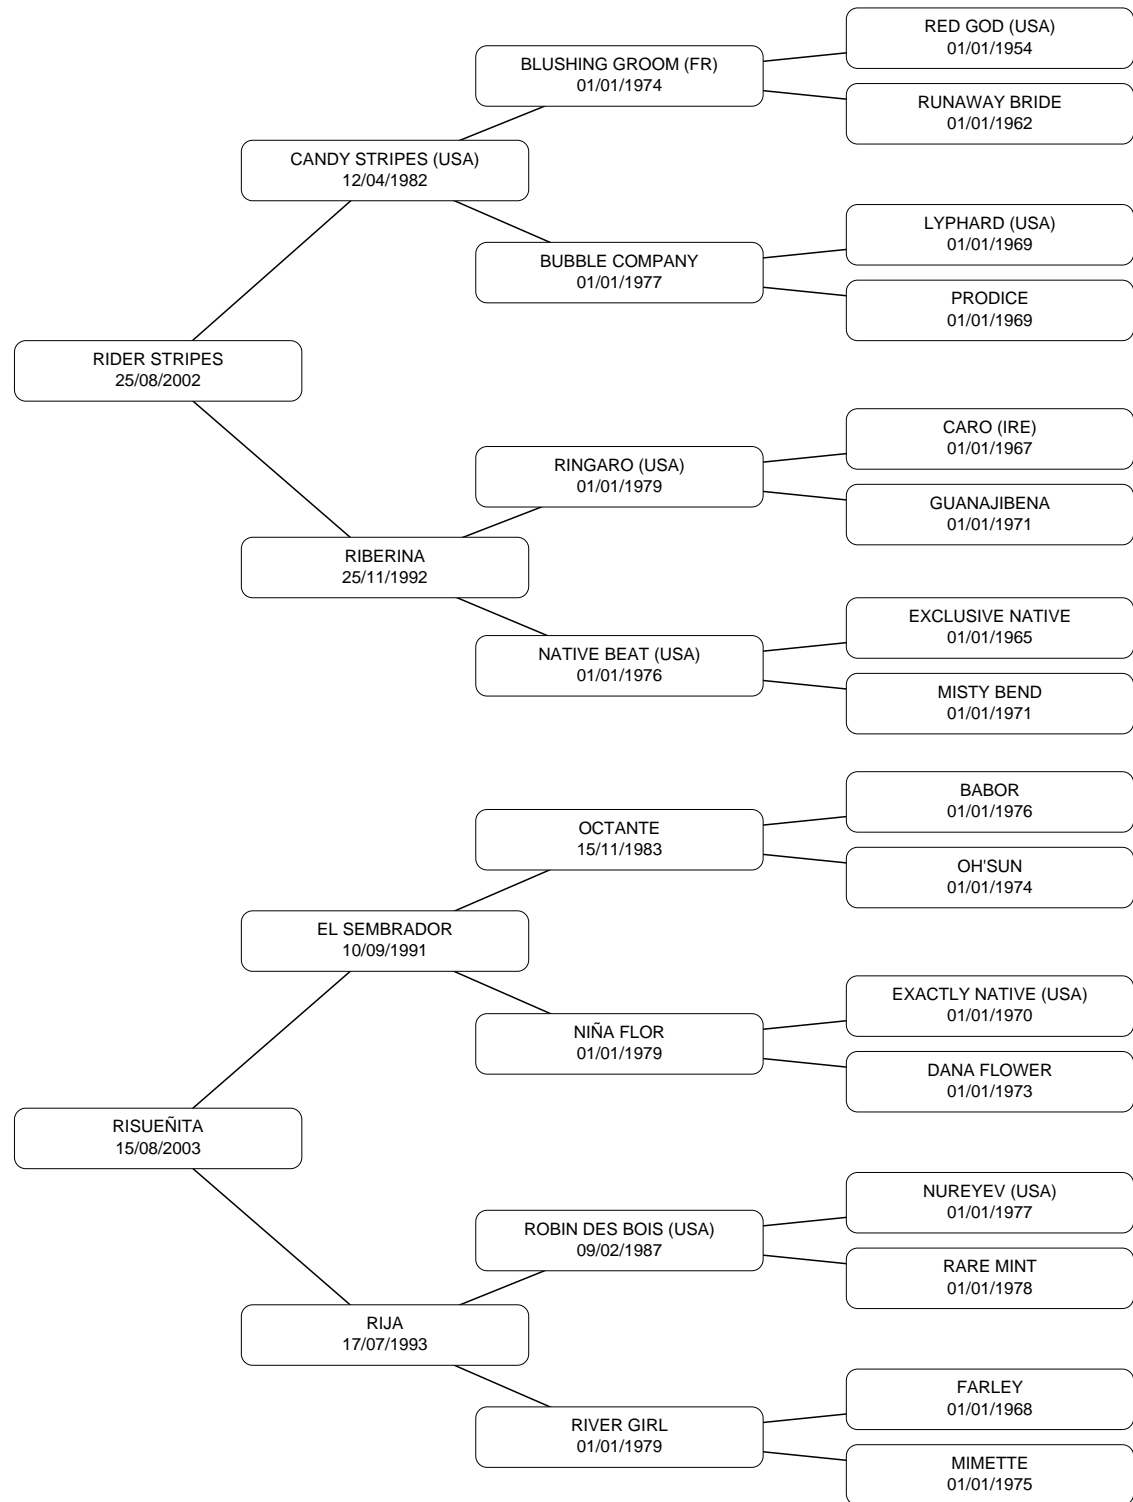 RED GOD (USA)
01/01/1954
BLUSHING GROOM (FR)
01/01/1974
RUNAWAY BRIDE
01/01/1962
CANDY STRIPES (USA)
12/04/1982
LYPHARD (USA)
01/01/1969
BUBBLE COMPANY
01/01/1977
PRODICE
01/01/1969
RIDER STRIPES
25/08/2002
CARO (IRE)
01/01/1967
RINGARO (USA)
01/01/1979
GUANAJIBENA
01/01/1971
RIBERINA
25/11/1992
EXCLUSIVE NATIVE
01/01/1965
NATIVE BEAT (USA)
01/01/1976
MISTY BEND
01/01/1971
BABOR
01/01/1976
OCTANTE
15/11/1983
OH'SUN
01/01/1974
EL SEMBRADOR
10/09/1991
EXACTLY NATIVE (USA)
01/01/1970
NIÑA FLOR
01/01/1979
DANA FLOWER
01/01/1973
RISUEÑITA
15/08/2003
NUREYEV (USA)
01/01/1977
ROBIN DES BOIS (USA)
09/02/1987
RARE MINT
01/01/1978
RIJA
17/07/1993
FARLEY
01/01/1968
RIVER GIRL
01/01/1979
MIMETTE
01/01/1975